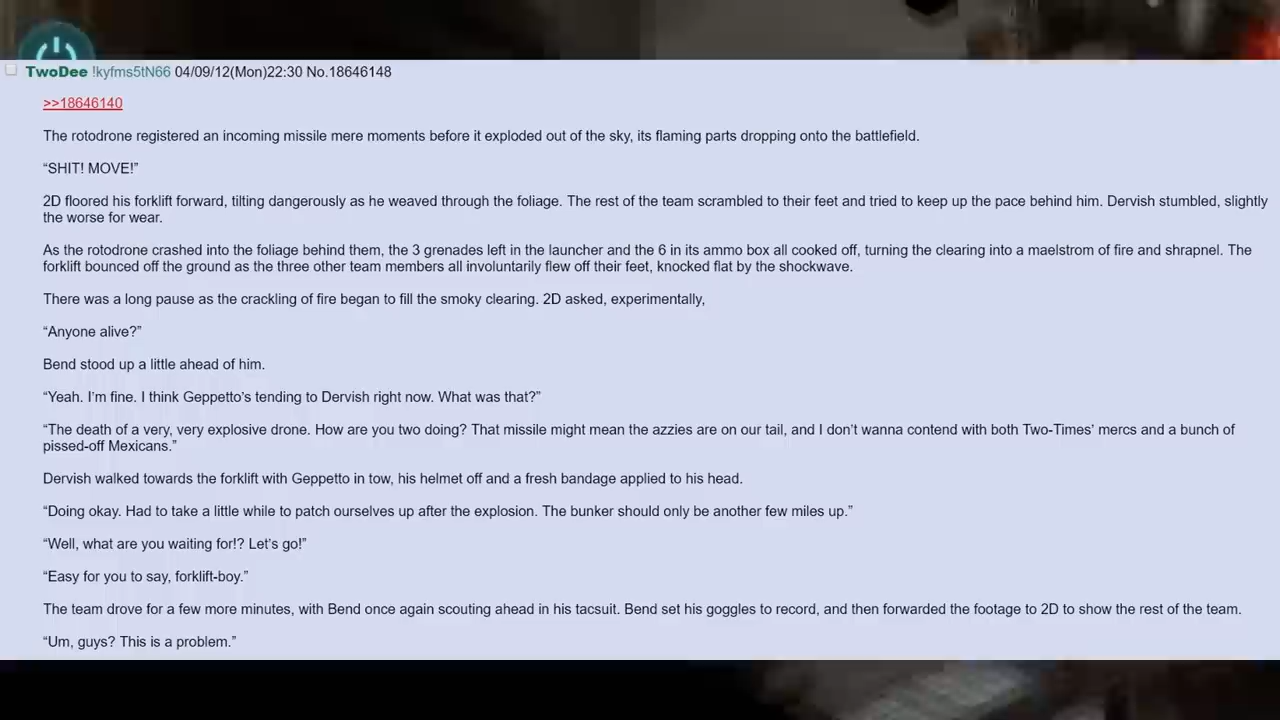 TwoDee !kyfms5tN66 04/09/12(Mon)22:30 No.18646148
>>18646140
The rotodrone registered an incoming missile mere moments before it exploded out of the sky, its flaming parts dropping onto the battlefield.
“SHIT! MOVE!”
2D floored his forklift forward, tilting dangerously as he weaved through the foliage. The rest of the team scrambled to their feet and tried to keep up the pace behind him. Dervish stumbled, slightly
the worse for wear.
As the rotodrone crashed into the foliage behind them, the 3 grenades left in the launcher and the 6 in its ammo box all cooked off, turning the clearing into a maelstrom of fire and shrapnel. The
forklift bounced off the ground as the three other team members all involuntarily flew off their feet, knocked flat by the shockwave.
There was a long pause as the crackling of fire began to fill the smoky clearing. 2D asked, experimentally,
“Anyone alive?”
Bend stood up a little ahead of him.
“Yeah. I’m fine. I think Geppetto’s tending to Dervish right now. What was that?”
“The death of a very, very explosive drone. How are you two doing? That missile might mean the azzies are on our tail, and I don’t wanna contend with both Two-Times’ mercs and a bunch of
pissed-off Mexicans.”
Dervish walked towards the forklift with Geppetto in tow, his helmet off and a fresh bandage applied to his head.
“Doing okay. Had to take a little while to patch ourselves up after the explosion. The bunker should only be another few miles up.”
“Well, what are you waiting for!? Let’s go!”
“Easy for you to say, forklift-boy.”
The team drove for a few more minutes, with Bend once again scouting ahead in his tacsuit. Bend set his goggles to record, and then forwarded the footage to 2D to show the rest of the team.
“Um, guys? This is a problem.”